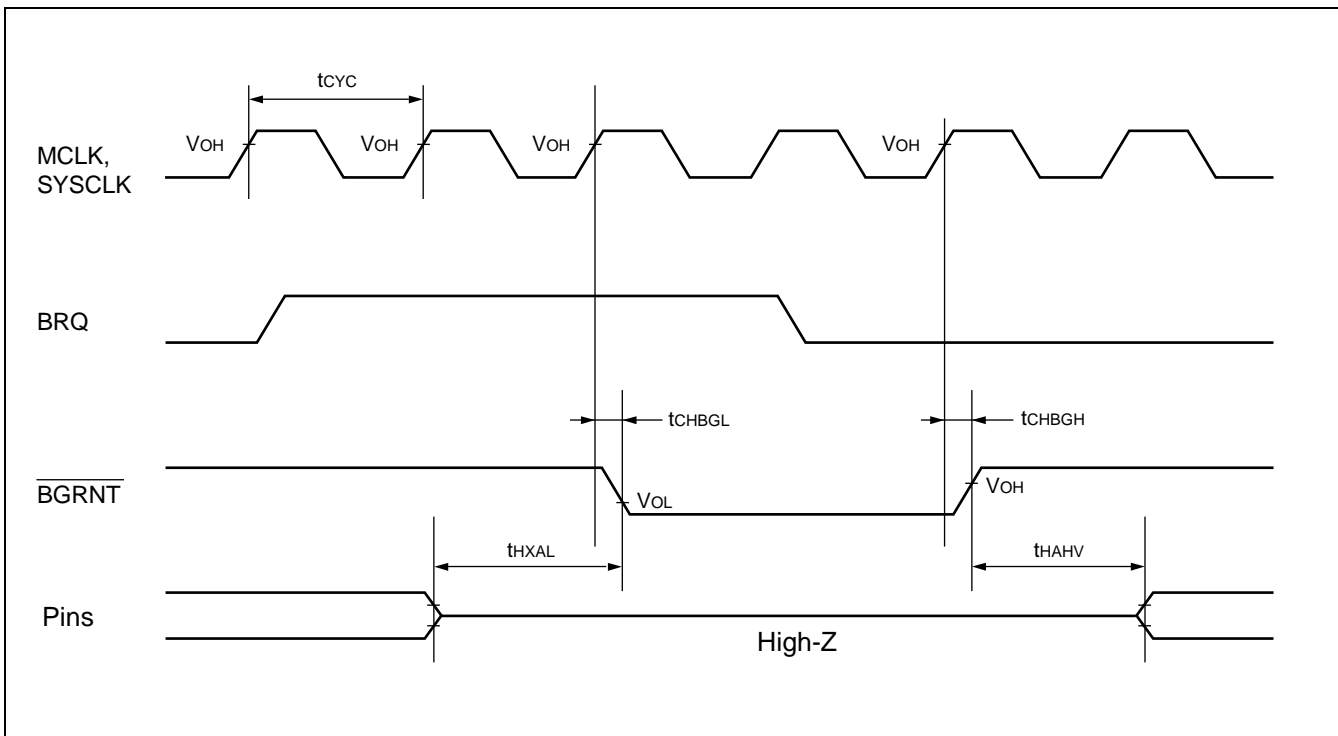 tCYC
VOH VOH VOH VOH
MCLK,
SYSCLK
BRQ
tCHBGL tCHBGH
BGRNT
VOL VOH
tHXAL tHAHV
Pins
High-Z